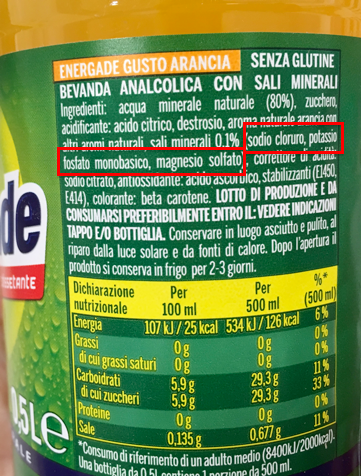 ENERGADE GUSTO ARANCIA SENZA GLUTINE
BEVANDA ANALCOLICA CON SALI MINERALI
Ingredienti: acqua minerale naturale (80%), zucchero,
acidificante: acido citrico, destrosio, aroma naturale arancia con
altri aromi naturali, sali minerali 0,1% sodio cloruro, potassio
fosfato monobasico, magnesio solfato, correttore di acidità:
sodio citrato, antiossidante: acido ascorbico, stabilizzanti (E1450,
E414), colorante: beta carotene. LOTTO DI PRODUZIONE E DA
CONSUMARSI PREFERIBILMENTE ENTRO IL: VEDERE INDICAZIONI
TAPPO E/O BOTTIGLIA. Conservare in luogo asciutto e pulito, al
riparo dalla luce solare e da fonti di calore. Dopo l'apertura il
prodotto si conserva in frigo per 2-3 giorni.
Dichiarazione nutrizionale Per 100 ml Per 500 ml %* (500 ml)
Energia 107 kJ / 25 kcal 534 kJ / 126 kcal 6%
Grassi 0 g 0 g 0%
di cui grassi saturi 0 g 0 g 0%
Carboidrati 5,9 g 29,3 g 11%
di cui zuccheri 5,9 g 29,3 g 33%
Proteine 0 g 0 g 0%
Sale 0,135 g 0,677 g 11%
*Consumo di riferimento di un adulto medio (8400kJ/2000kcal).
Una bottiglia da 0,5L contiene 1 porzione da 500 ml.
de
0,5L e